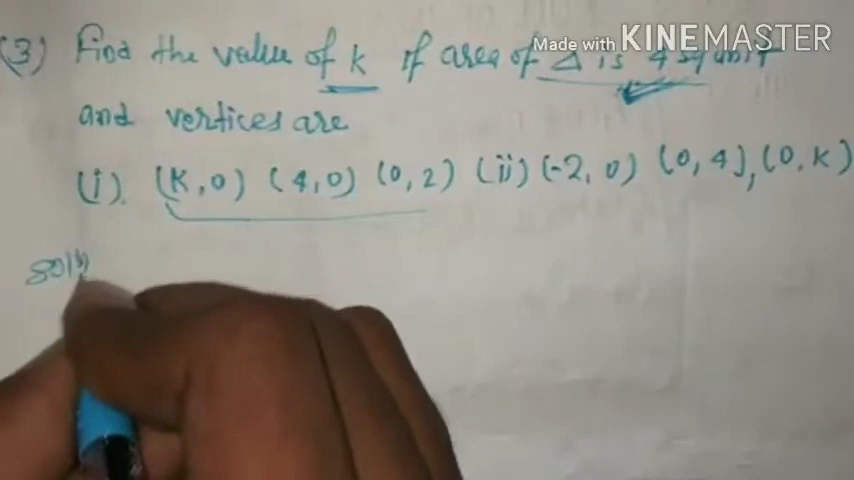 (3) Find the value of k if area of Δ is 4 sq unit
Made with KINEMASTER
and vertices are
(i). (K,0) (4,0) (0,2) (ii) (-2,0) (0,4), (0,K)
Soln